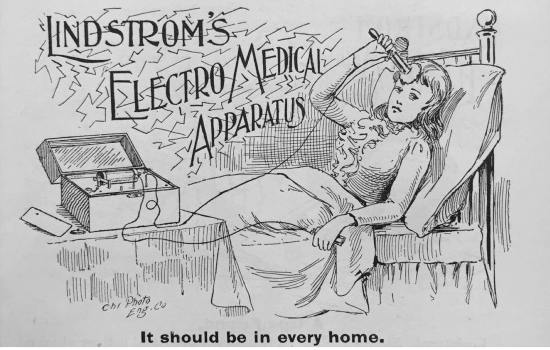 LINDSTROM'S
ELECTRO MEDICAL
APPARATUS
Chi Photo
Eng. Co
It should be in every home.